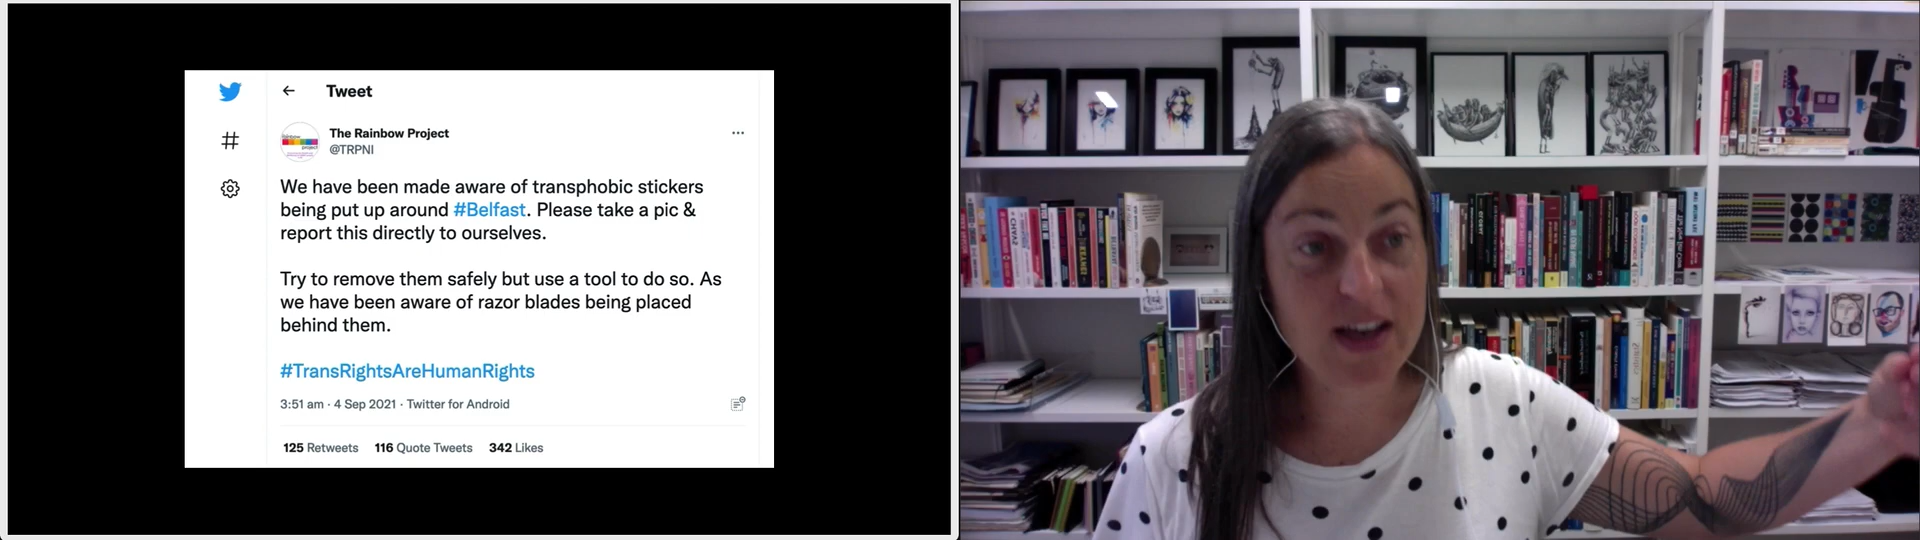 Tweet
The Rainbow Project
@TRPNI
We have been made aware of transphobic stickers
being put up around #Belfast. Please take a pic &
report this directly to ourselves.
Try to remove them safely but use a tool to do so. As
we have been aware of razor blades being placed
behind them.
#TransRightsAreHumanRights
3:51 am · 4 Sep 2021 · Twitter for Android
125 Retweets 116 Quote Tweets 342 Likes